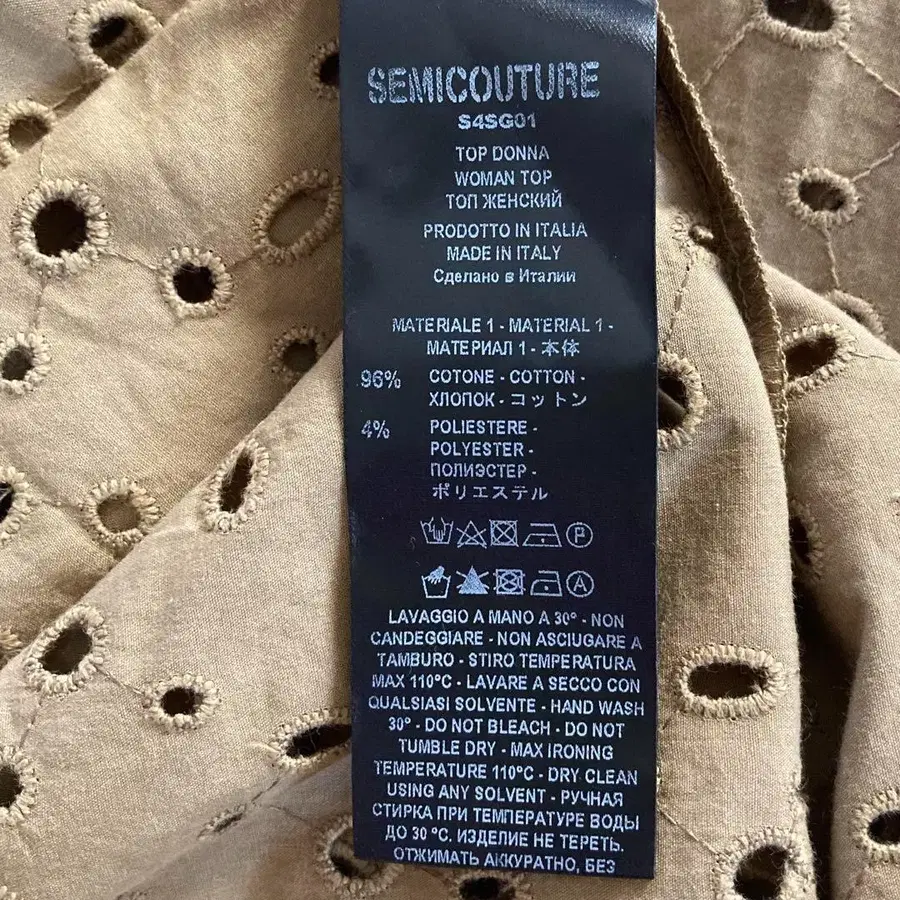 SEMICOUTURE
S4SG01
TOP DONNA
WOMAN TOP
ТОП ЖЕНСКИЙ
PRODOTTO IN ITALIA
MADE IN ITALY
Сделано в Италии
MATERIALE 1 - MATERIAL 1 -
МАТЕРИАЛ 1 - 本体
96% COTONE - COTTON -
ХЛОПОК - コットン
4% POLIESTERE -
POLYESTER -
ПОЛИЭСТЕР -
ポリエステル
P
A
LAVAGGIO A MANO A 30° - NON
CANDEGGIARE - NON ASCIUGARE A
TAMBURO - STIRO TEMPERATURA
MAX 110°C - LAVARE A SECCO CON
QUALSIASI SOLVENTE - HAND WASH
30° - DO NOT BLEACH - DO NOT
TUMBLE DRY - MAX IRONING
TEMPERATURE 110°C - DRY CLEAN
USING ANY SOLVENT - РУЧНАЯ
СТИРКА ПРИ ТЕМПЕРАТУРЕ ВОДЫ
ДО 30 °C. ИЗДЕЛИЕ НЕ ТЕРЕТЬ.
ОТЖИМАТЬ АККУРАТНО, БЕЗ